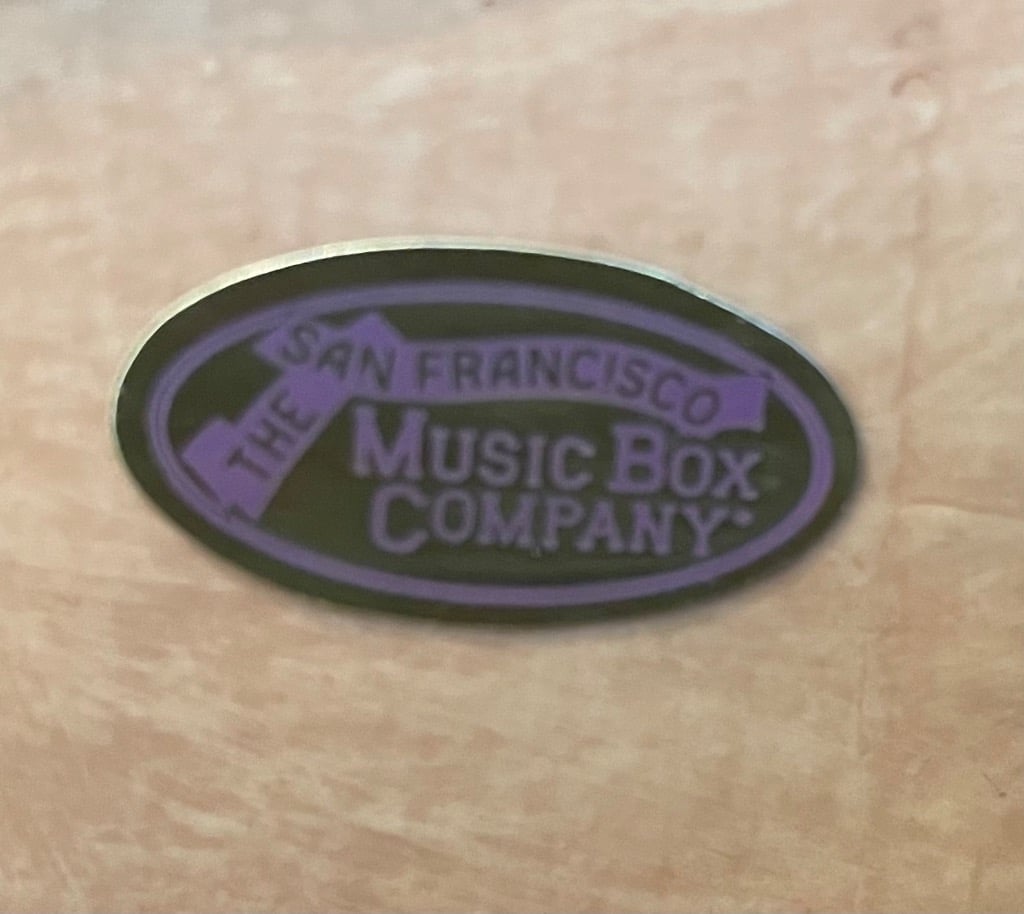 THE SAN FRANCISCO
MUSIC BOX
COMPANY